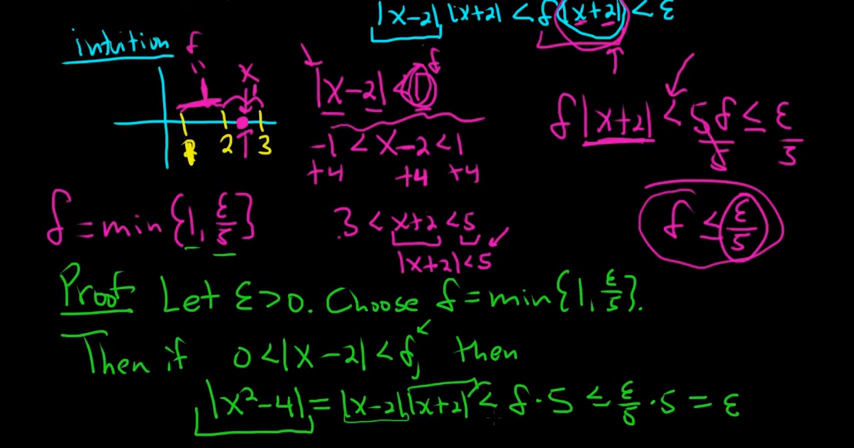 |x-2||x+2| < δ|x+2| < ε
intuition δ
x
2 3
|x-2| < 1 δ
-1 < x-2 < 1
+4 +4 +4
3 < x+2 < 5
|x+2| < 5
δ|x+2| < 5δ ≤ ε
5 5
δ ≤ ε/5
δ = min{1, ε/5}
Proof Let ε>0. Choose δ = min{1, ε/5}.
Then if 0<|x-2|<δ, then
|x²-4| = |x-2||x+2| < δ·5 ≤ ε/5·5 = ε